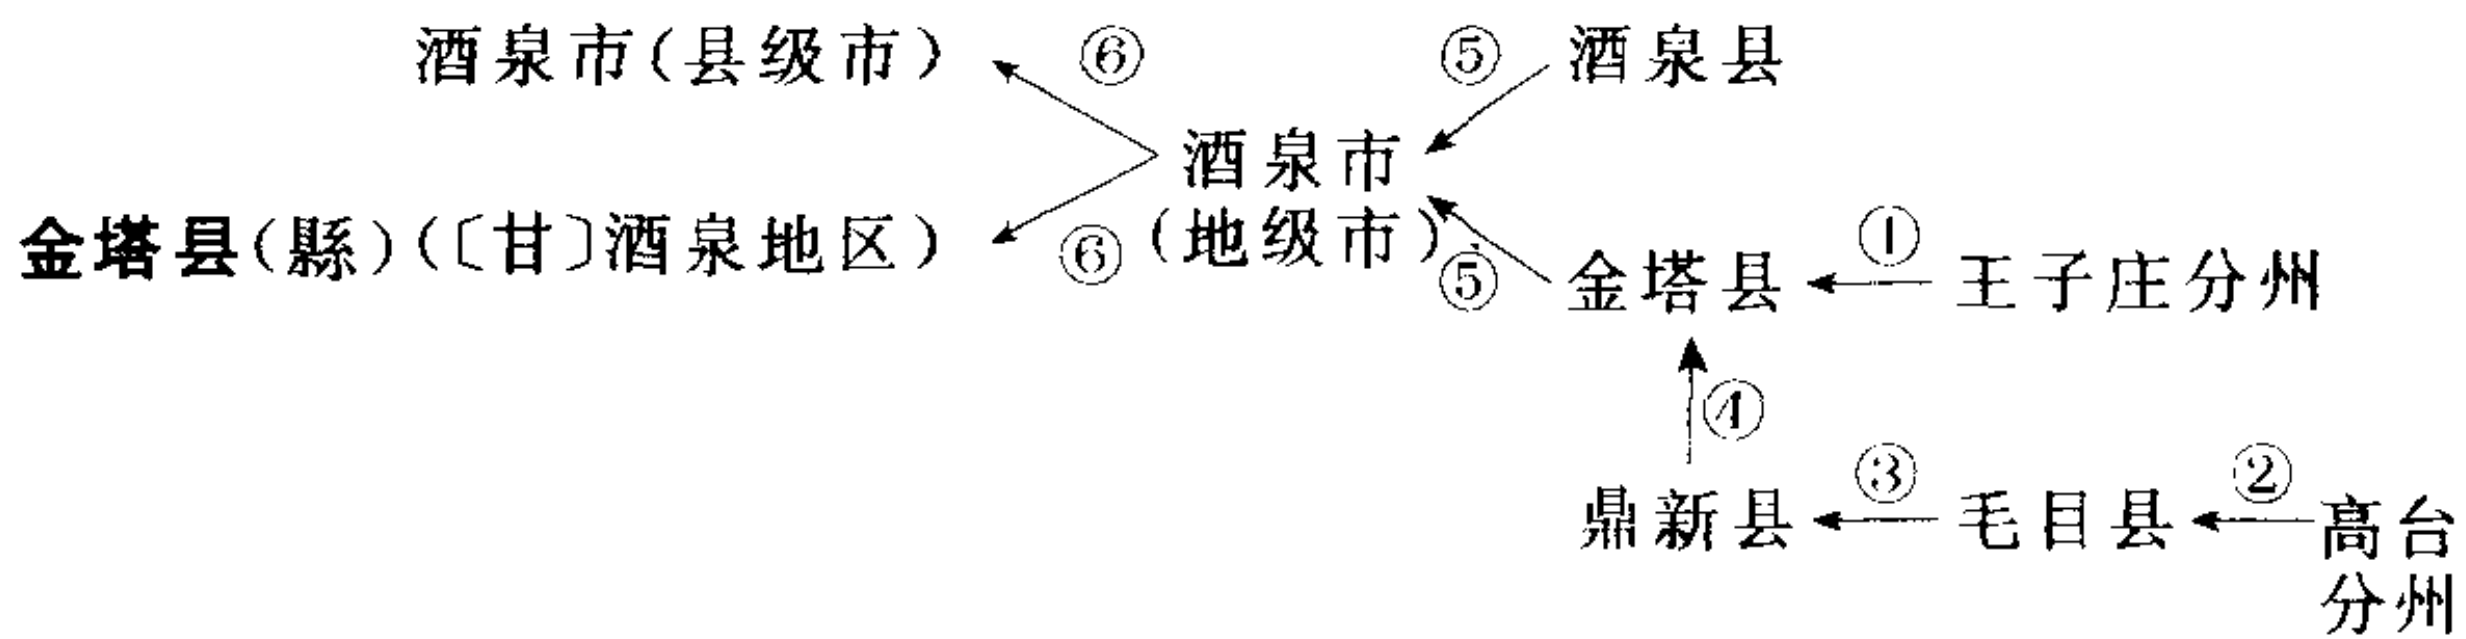 酒泉市(县级市) ⑥ ⑤ 酒泉县
酒泉市
金塔县(縣)(〔甘〕酒泉地区) ⑥ (地级市) ⑤ 金塔县 ① 王子庄分州
④
鼎新县 ③ 毛目县 ② 高台
分州